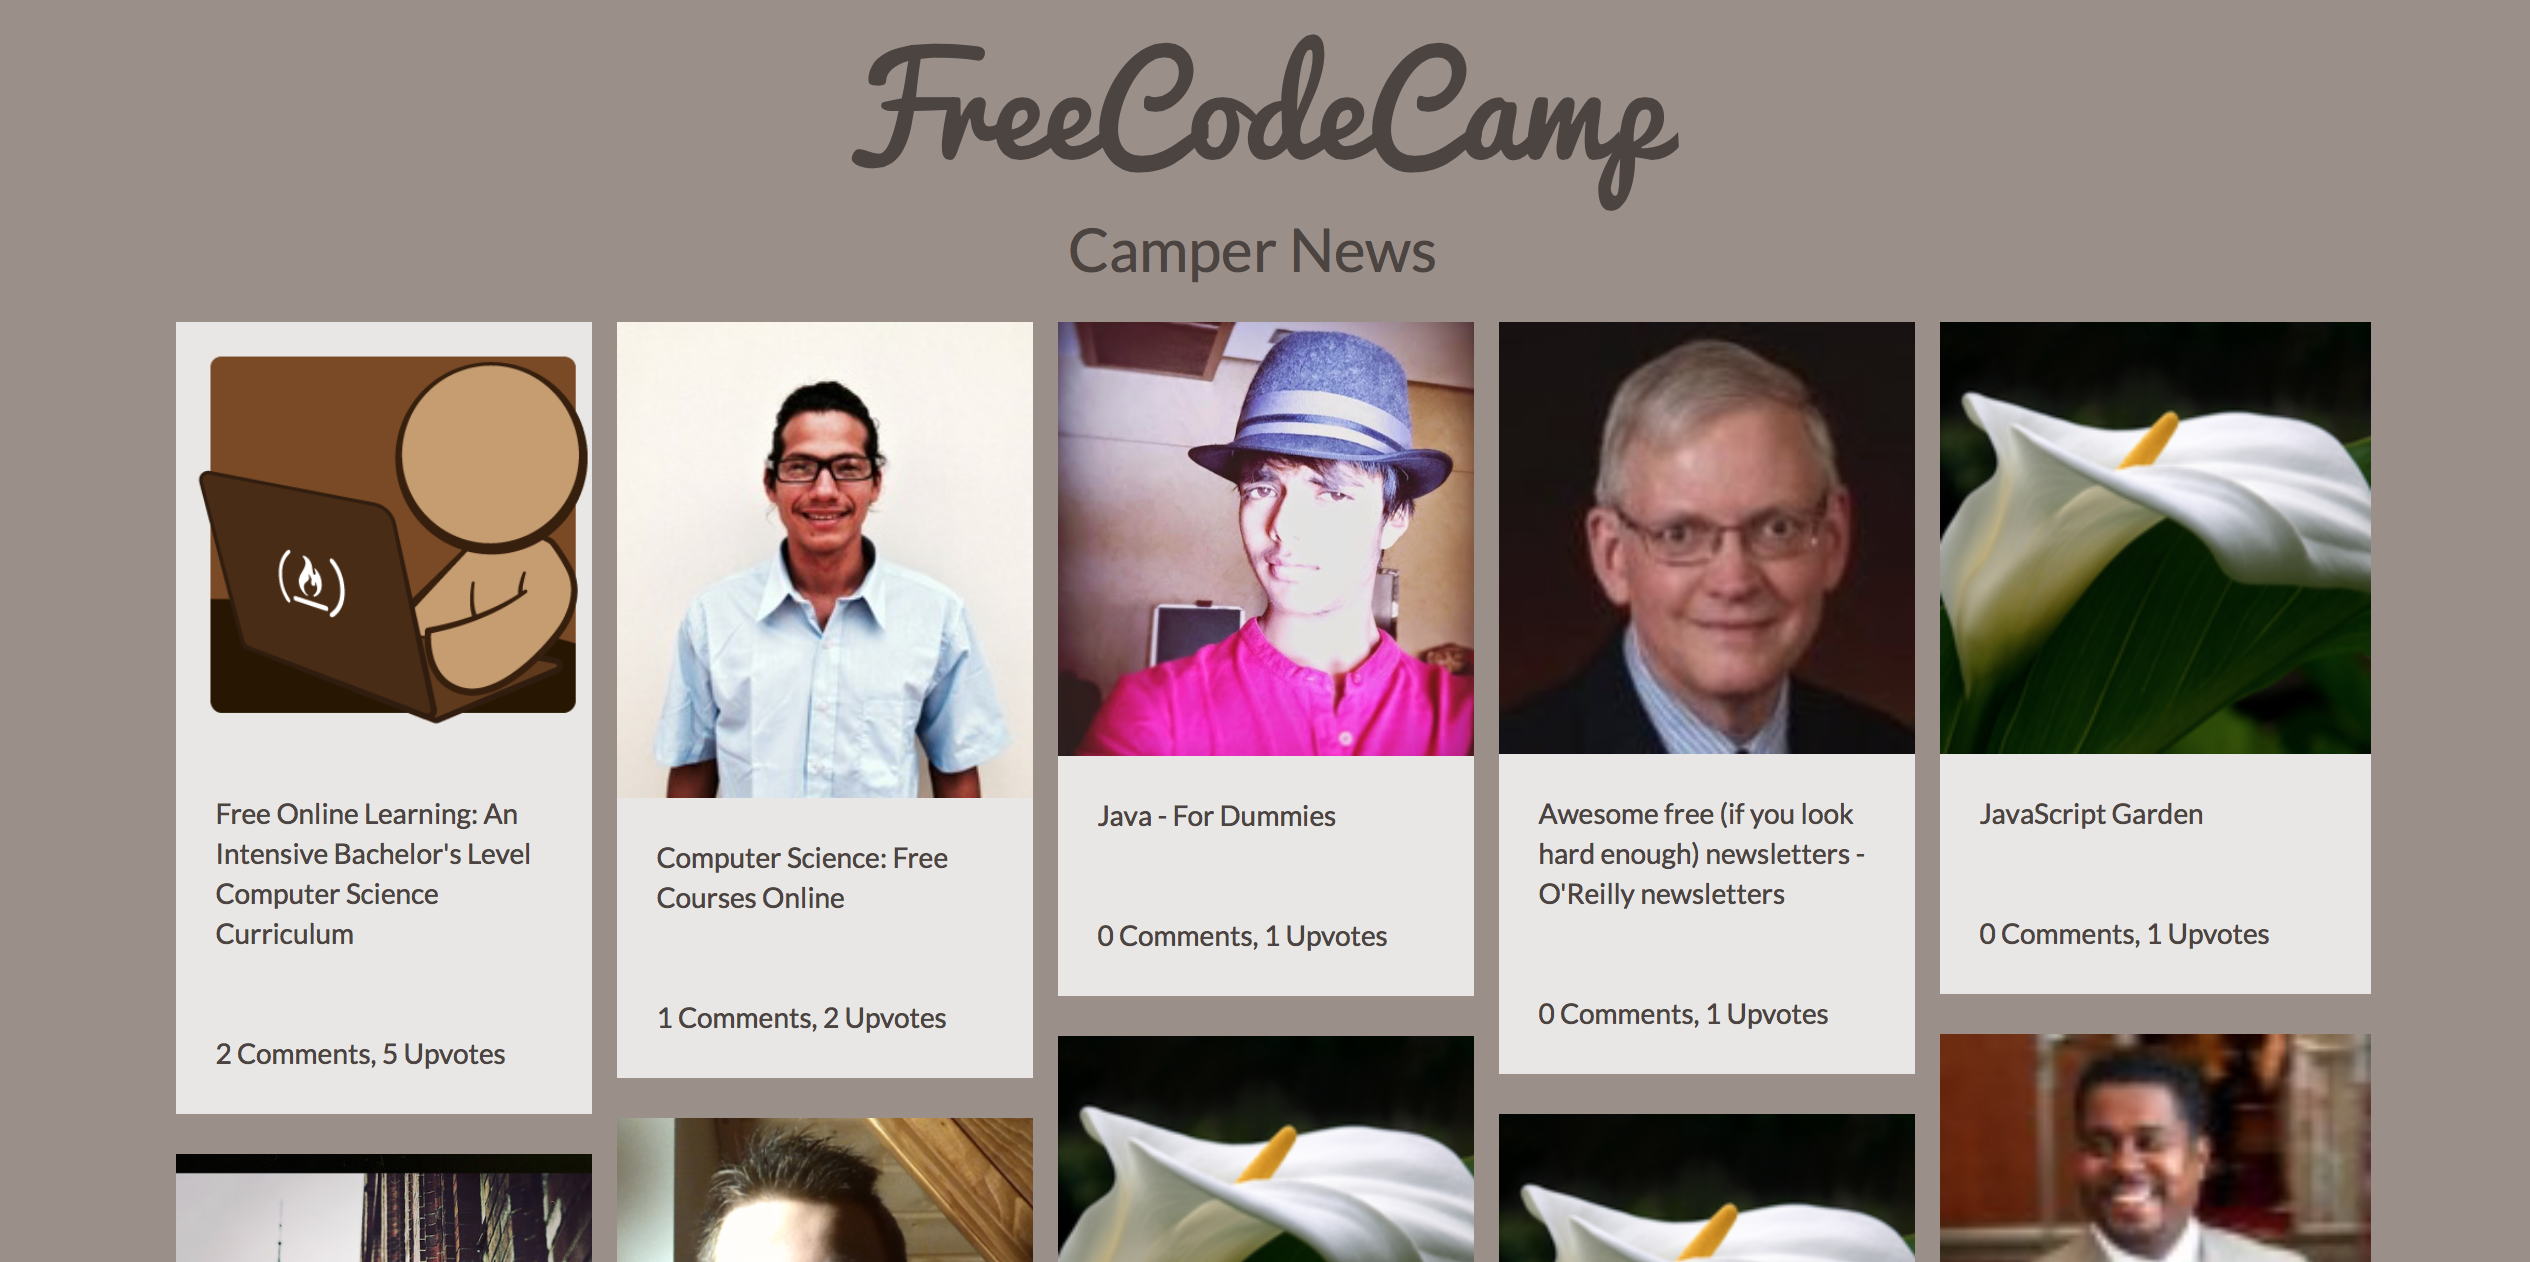 FreeCodeCamp
Camper News
Free Online Learning: An
Intensive Bachelor's Level
Computer Science
Curriculum
2 Comments, 5 Upvotes
Computer Science: Free
Courses Online
1 Comments, 2 Upvotes
Java - For Dummies
0 Comments, 1 Upvotes
Awesome free (if you look
hard enough) newsletters -
O'Reilly newsletters
0 Comments, 1 Upvotes
JavaScript Garden
0 Comments, 1 Upvotes